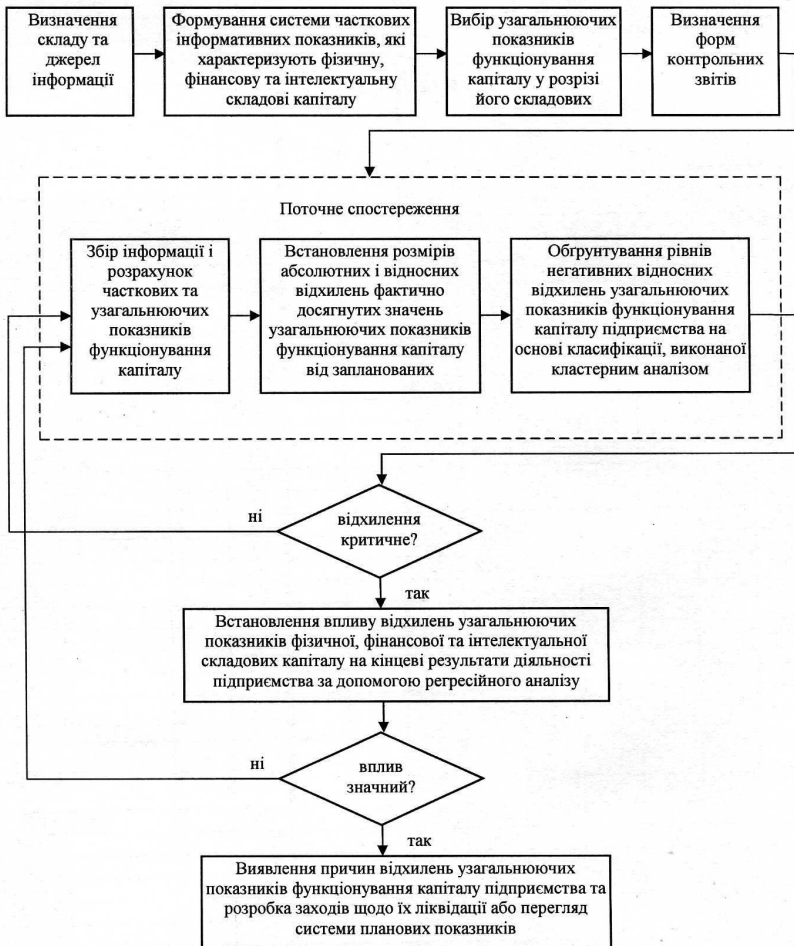 Визначення
складу та
джерел
інформації
Формування системи часткових
інформативних показників, які
характеризують фізичну,
фінансову та інтелектуальну
складові капіталу
Вибір узагальнюючих
показників
функціонування
капіталу у розрізі
його складових
Визначення
форм
контрольних
звітів
Поточне спостереження
Збір інформації і
розрахунок
часткових та
узагальнюючих
показників
функціонування
капіталу
Встановлення розмірів
абсолютних і відносних
відхилень фактично
досягнутих значень
узагальнюючих показників
функціонування капіталу
від запланованих
Обґрунтування рівнів
негативних відносних
відхилень узагальнюючих
показників функціонування
капіталу підприємства на
основі класифікації, виконаної
кластерним аналізом
ні
відхилення
критичне?
так
Встановлення впливу відхилень узагальнюючих
показників фізичної, фінансової та інтелектуальної
складових капіталу на кінцеві результати діяльності
підприємства за допомогою регресійного аналізу
ні
вплив
значний?
так
Виявлення причин відхилень узагальнюючих
показників функціонування капіталу підприємства та
розробка заходів щодо їх ліквідації або перегляд
системи планових показників